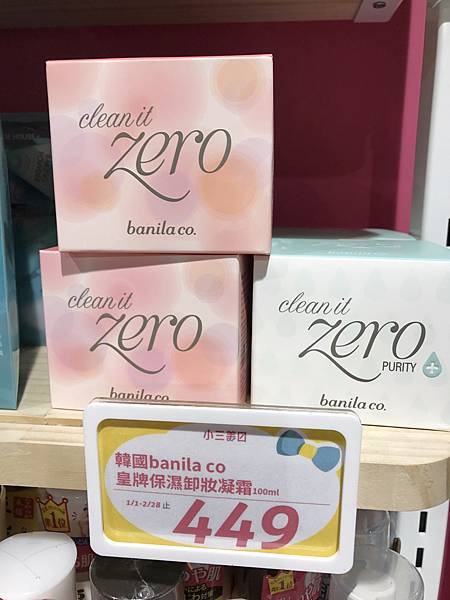 clean it
zero
banila co.
clean it
zero
banila co.
clean it
zero
PURITY
banila co.
小三美日
韓國banila co
皇牌保濕卸妝凝霜100ml
1/1-2/28 止
449